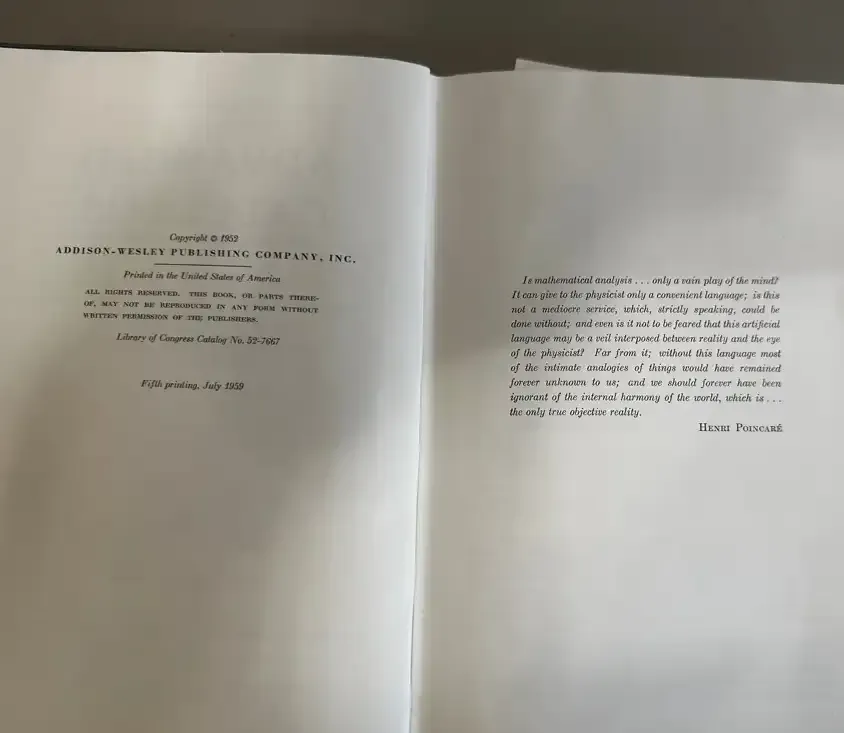 Copyright © 1952
ADDISON-WESLEY PUBLISHING COMPANY, INC.
Printed in the United States of America
ALL RIGHTS RESERVED. THIS BOOK, OR PARTS THERE-
OF, MAY NOT BE REPRODUCED IN ANY FORM WITHOUT
WRITTEN PERMISSION OF THE PUBLISHERS.
Library of Congress Catalog No. 52-7667
Fifth printing, July 1959
Is mathematical analysis . . . only a vain play of the mind?
It can give to the physicist only a convenient language; is this
not a mediocre service, which, strictly speaking, could be
done without; and even is it not to be feared that this artificial
language may be a veil interposed between reality and the eye
of the physicist? Far from it; without this language most
of the intimate analogies of things would have remained
forever unknown to us; and we should forever have been
ignorant of the internal harmony of the world, which is . . .
the only true objective reality.
HENRI POINCARÉ